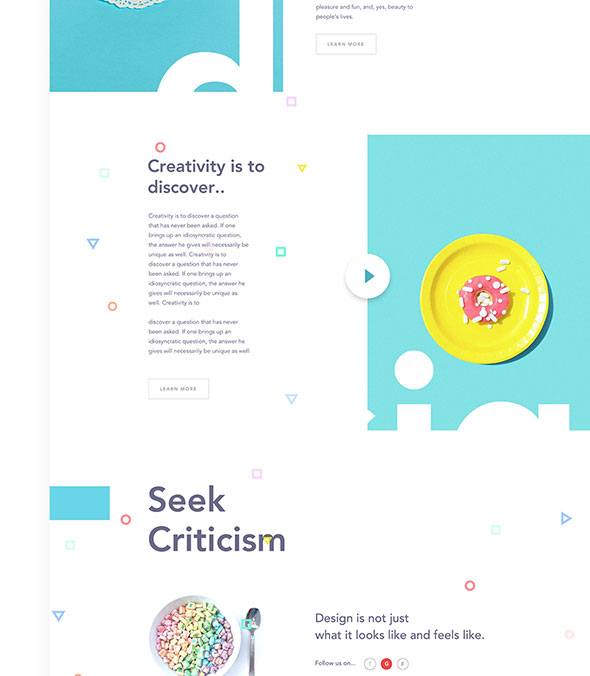 pleasure and fun, and, yes, beauty to
people's lives.
LEARN MORE
Creativity is to
discover..
Creativity is to discover a question
that has never been asked. If one
brings up an idiosyncratic question,
the answer he gives will necessarily be
unique as well. Creativity is to
discover a question that has never
been asked. If one brings up an
idiosyncratic question, the answer he
gives will necessarily be unique as
well. Creativity is to
discover a question that has never
been asked. If one brings up an
idiosyncratic question, the answer he
gives will necessarily be unique as well
LEARN MORE
Seek
Criticism
Design is not just
what it looks like and feels like.
Follow us on...
G